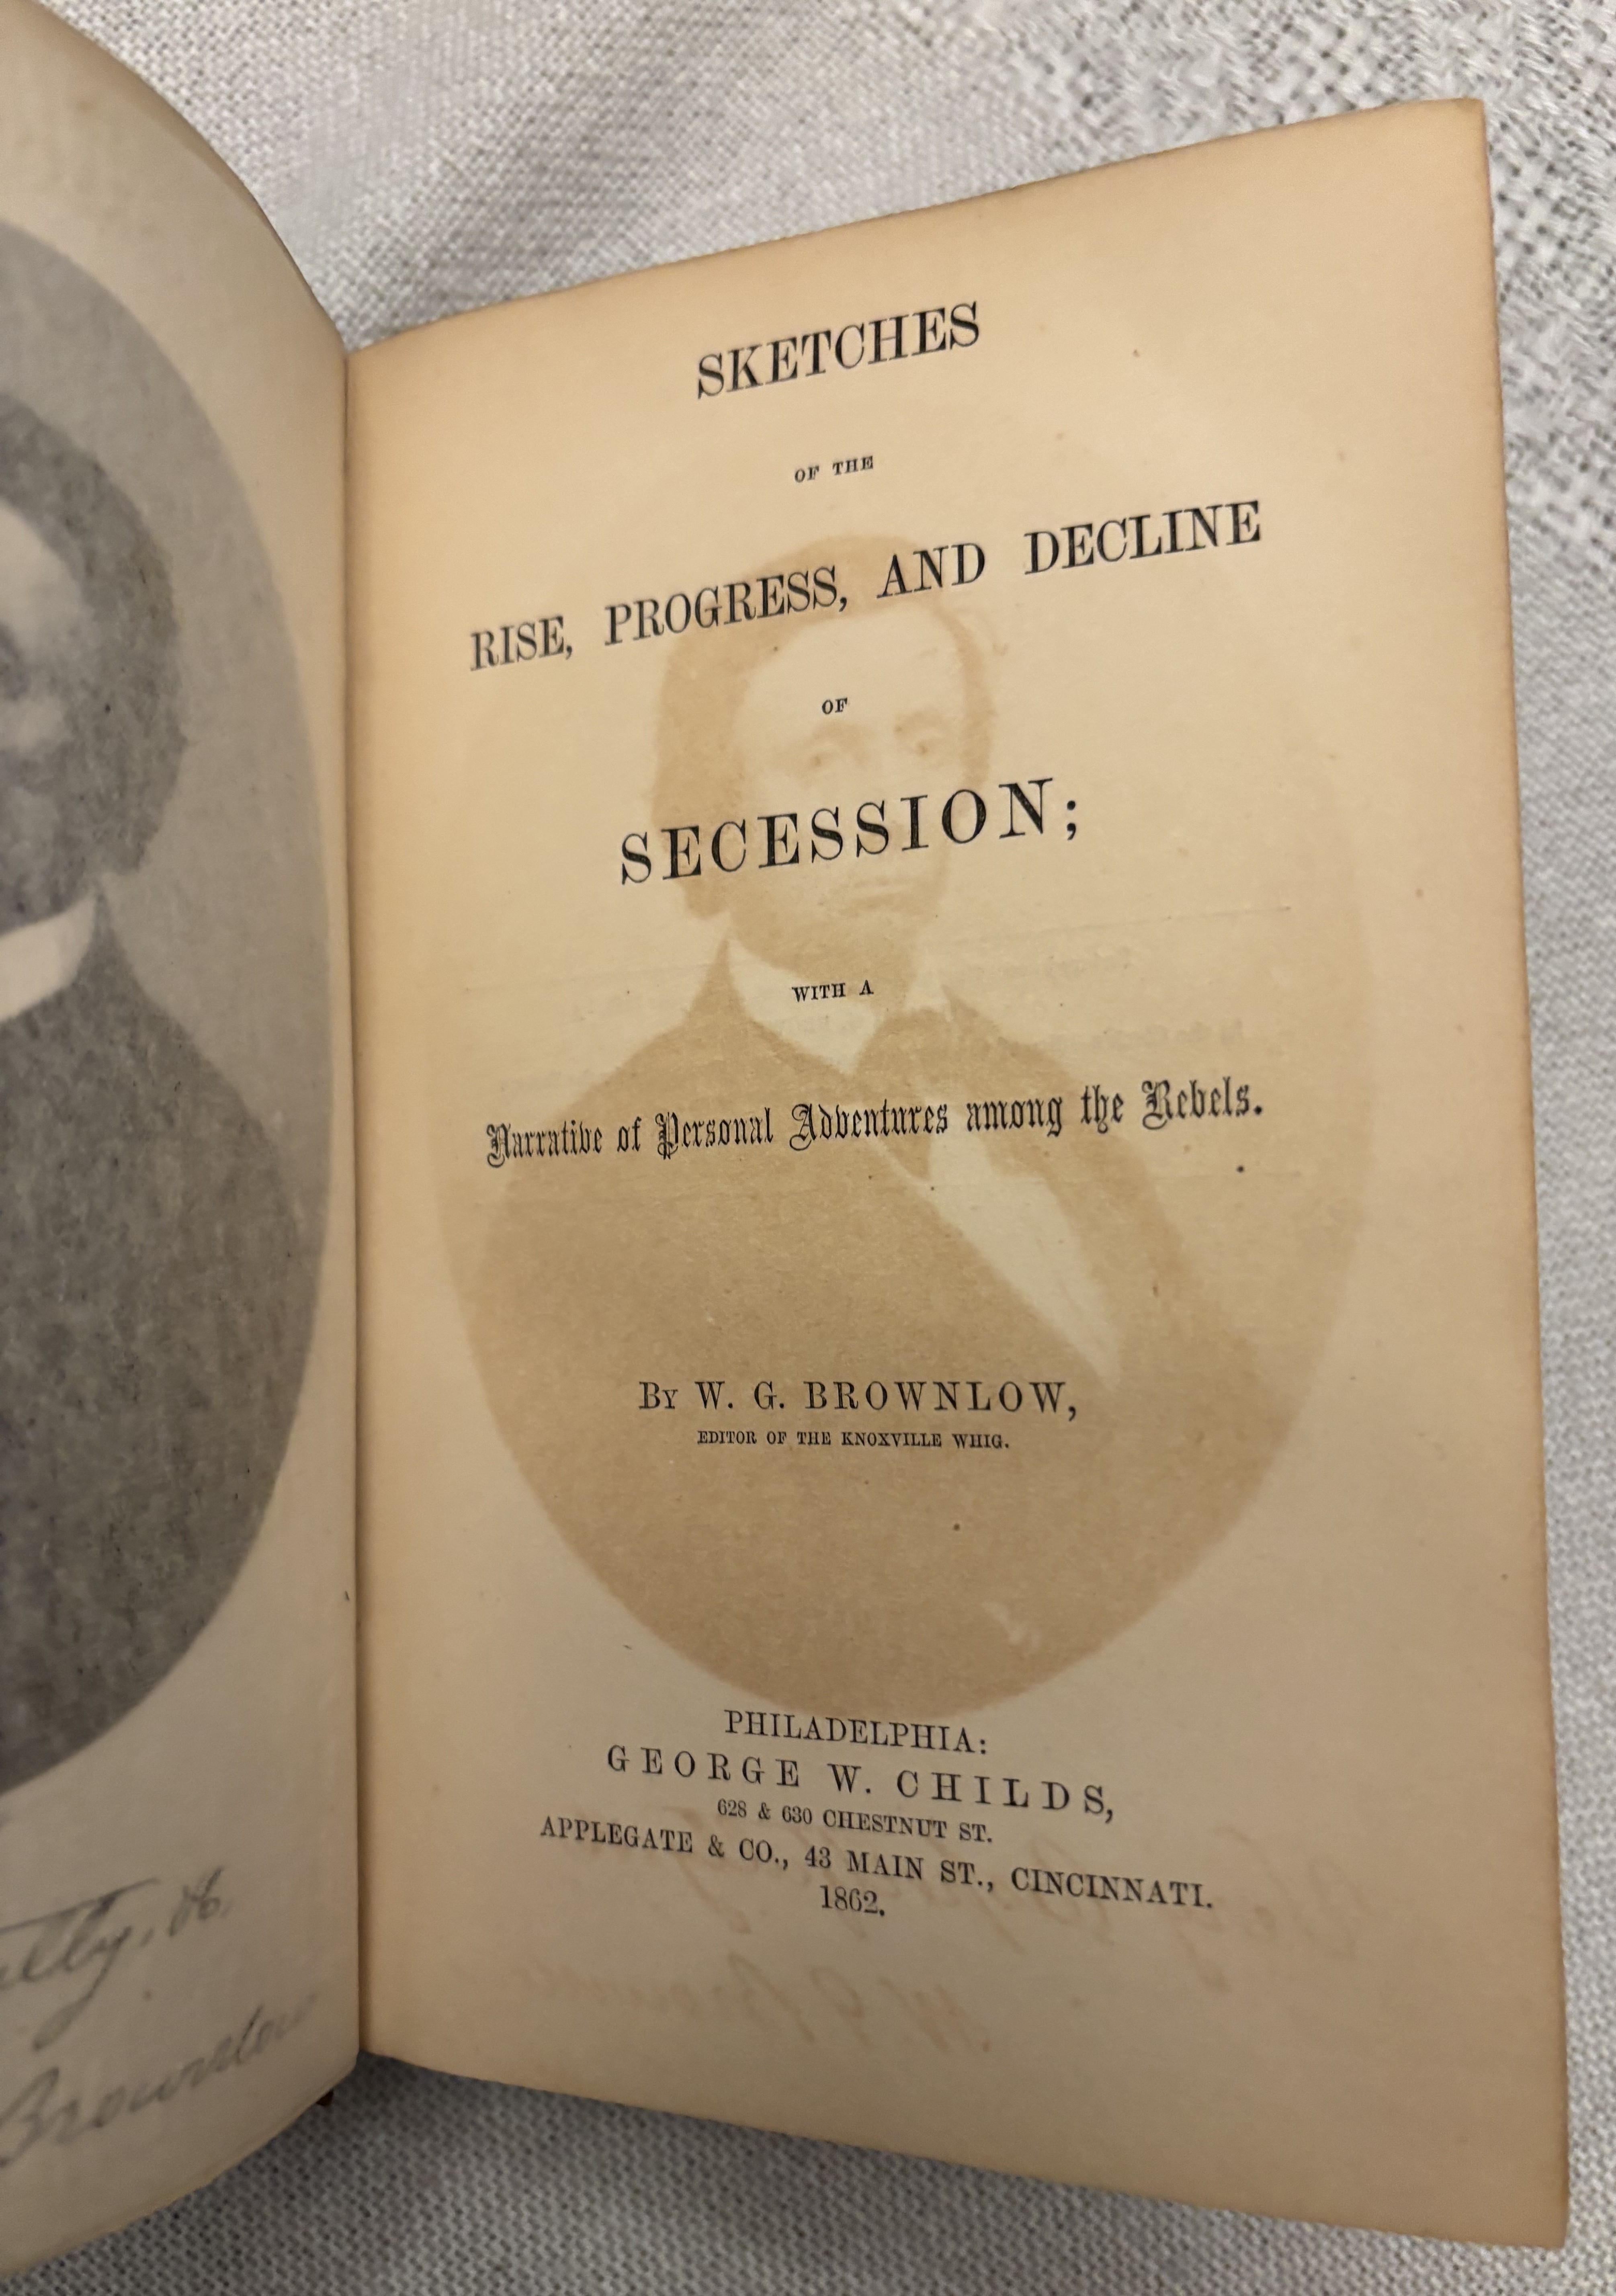 SKETCHES
OF THE
RISE, PROGRESS, AND DECLINE
OF
SECESSION;
WITH A
Narrative of Personal Adventures among the Rebels.
BY W. G. BROWNLOW,
EDITOR OF THE KNOXVILLE WHIG.
PHILADELPHIA:
GEORGE W. CHILDS,
628 & 630 CHESTNUT ST.
APPLEGATE & CO., 43 MAIN ST., CINCINNATI.
1862.
Brownlow